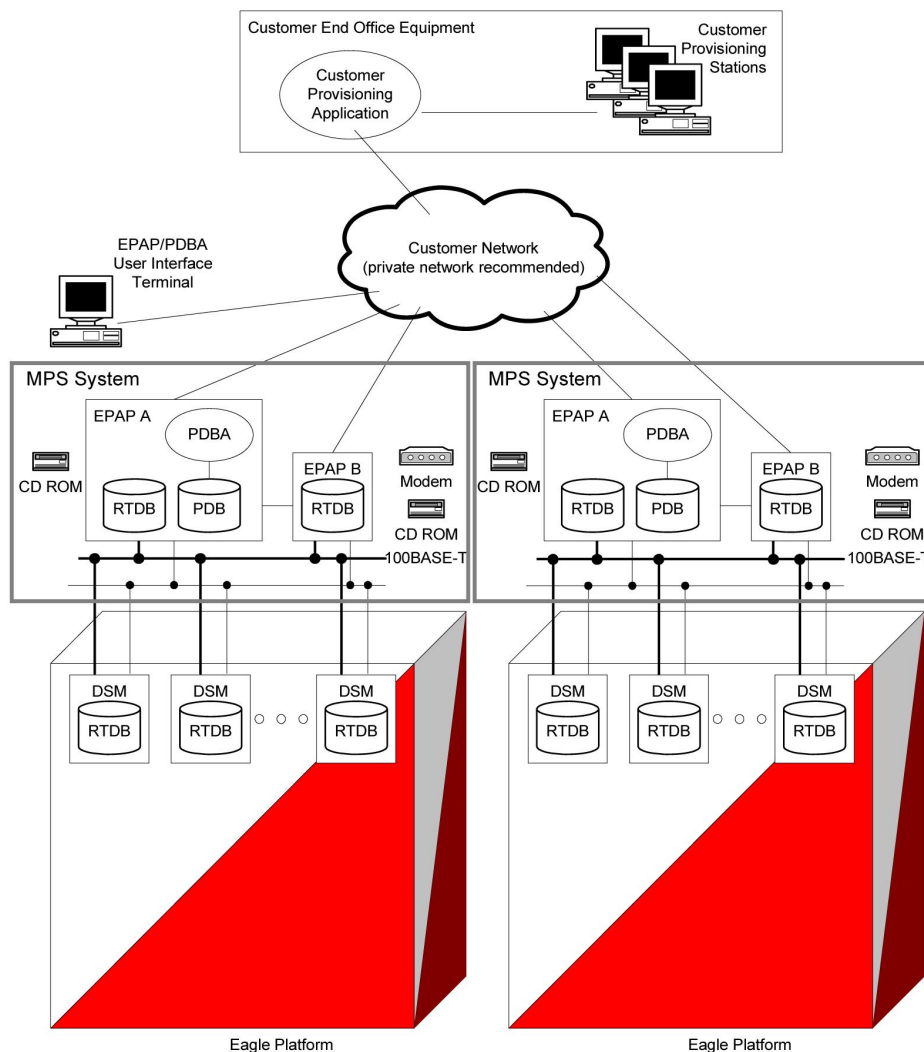 Customer End Office Equipment
Customer
Provisioning
Application
Customer
Provisioning
Stations
EPAP/PDBA
User Interface
Terminal
Customer Network
(private network recommended)
MPS System
EPAP A
PDBA
CD ROM
RTDB
PDB
EPAP B
RTDB
Modem
CD ROM
100BASE-T
MPS System
EPAP A
PDBA
CD ROM
RTDB
PDB
EPAP B
RTDB
Modem
CD ROM
100BASE-T
DSM
RTDB
DSM
RTDB
DSM
RTDB
Eagle Platform
DSM
RTDB
DSM
RTDB
DSM
RTDB
Eagle Platform